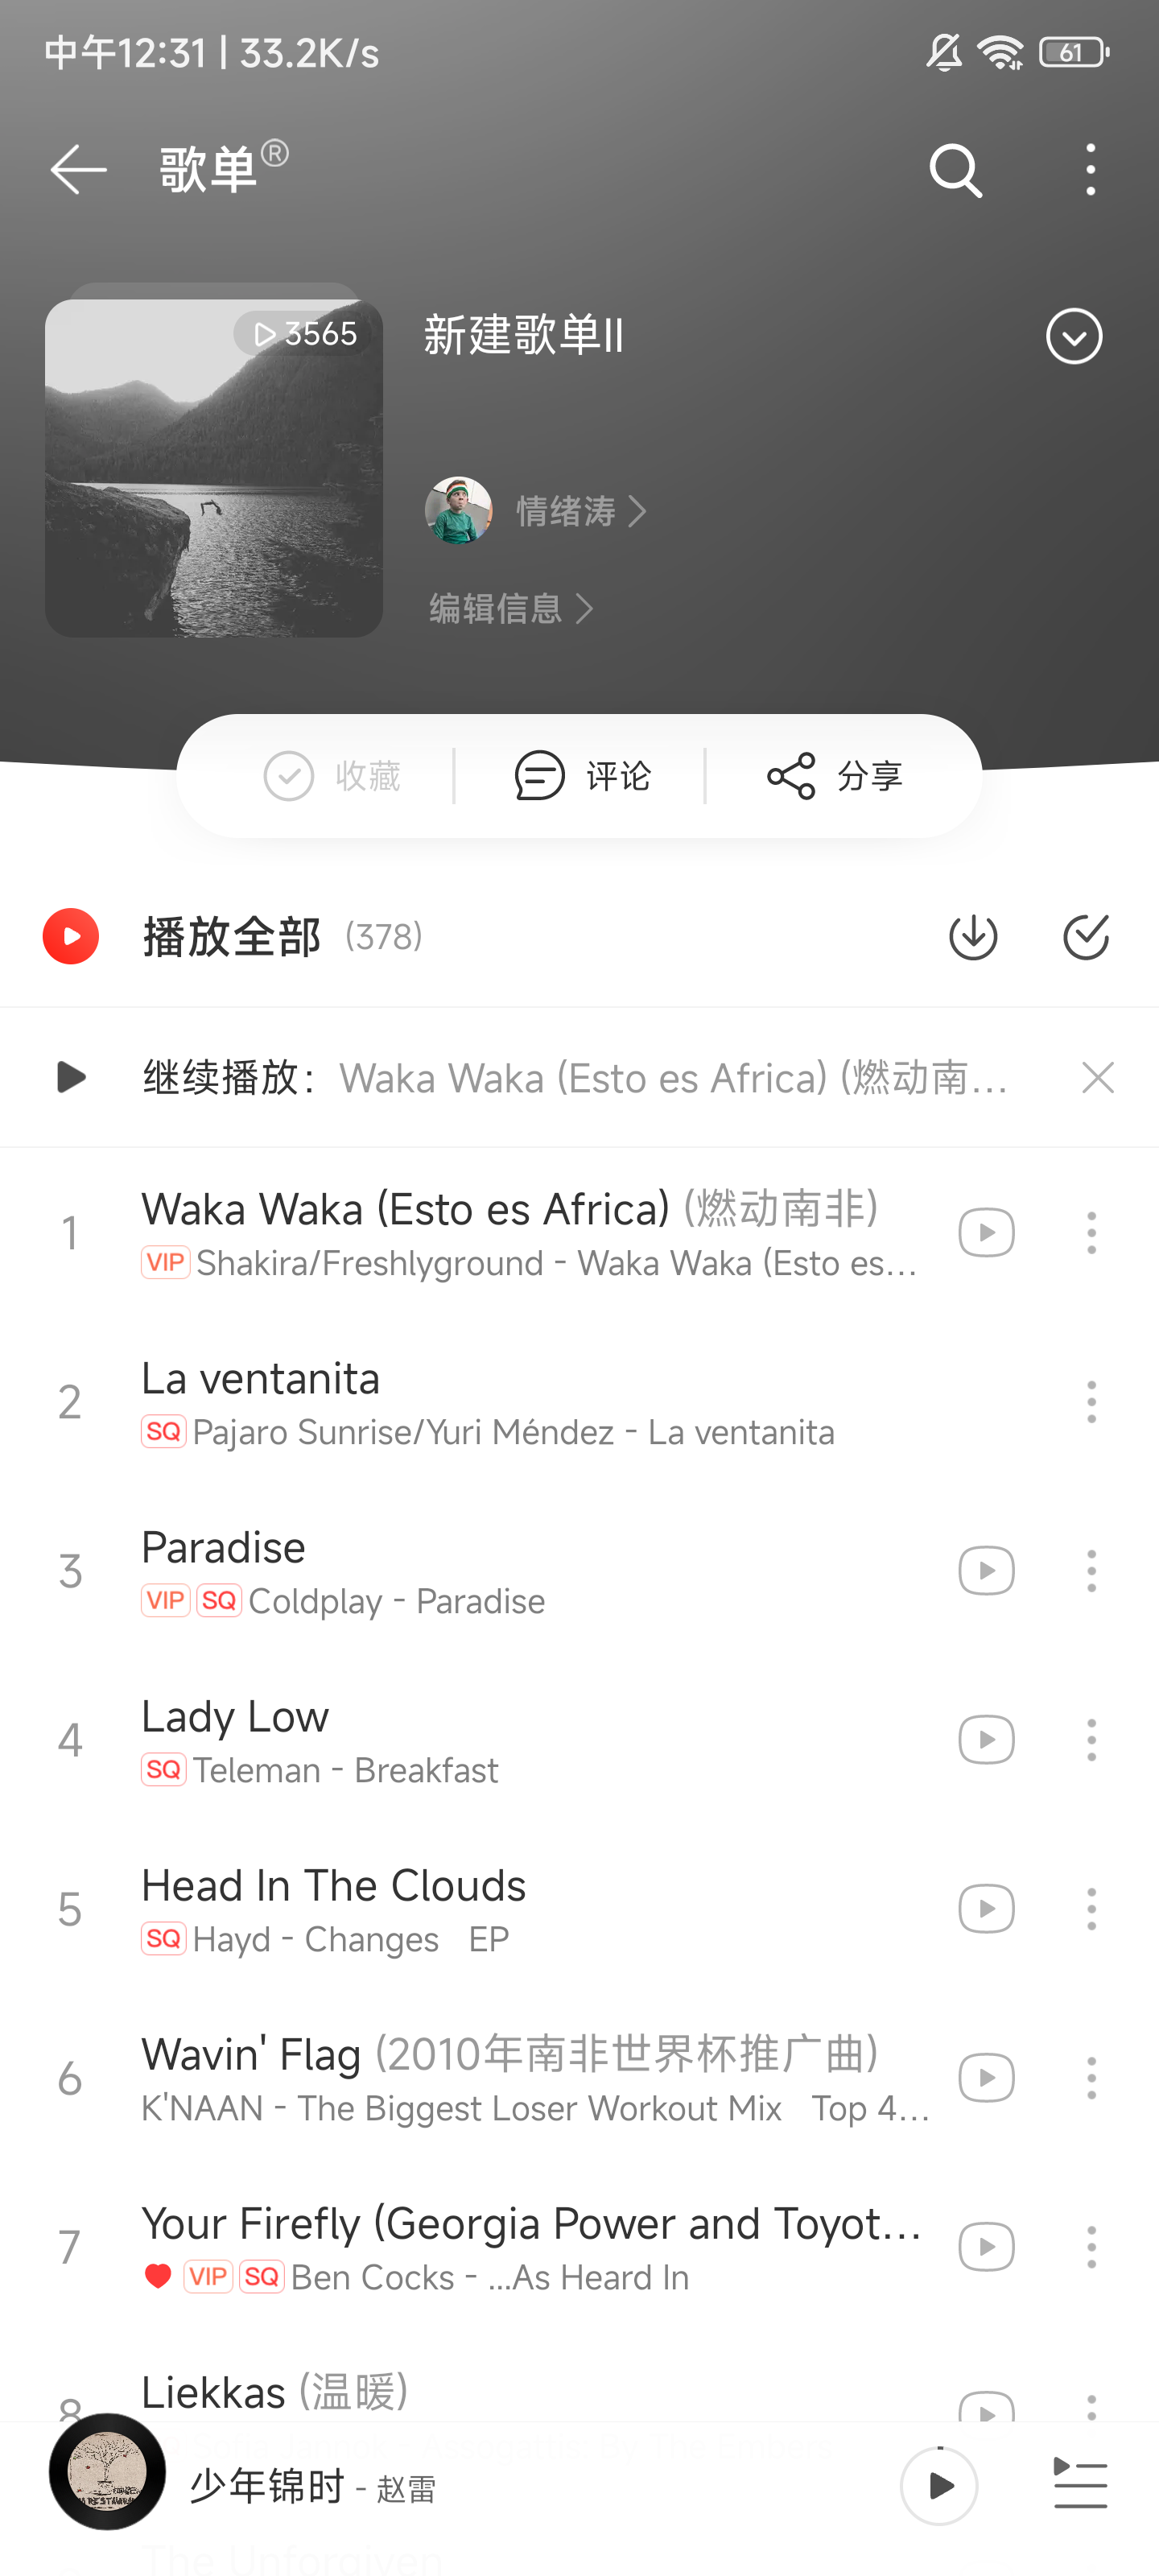 中午12:31 | 33.2K/s
61
歌单®
3565
新建歌单II
情绪涛
编辑信息
收藏 评论 分享
播放全部 (378)
继续播放： Waka Waka (Esto es Africa) (燃动南...
1 Waka Waka (Esto es Africa) (燃动南非)
VIP Shakira/Freshlyground - Waka Waka (Esto es...
2 La ventanita
SQ Pajaro Sunrise/Yuri Méndez - La ventanita
3 Paradise
VIP SQ Coldplay - Paradise
4 Lady Low
SQ Teleman - Breakfast
5 Head In The Clouds
SQ Hayd - Changes EP
6 Wavin' Flag (2010年南非世界杯推广曲)
K'NAAN - The Biggest Loser Workout Mix Top 4...
7 Your Firefly (Georgia Power and Toyot...
VIP SQ Ben Cocks - ...As Heard In
8 Liekkas (温暖)
少年锦时 - 赵雷
The Unforgiven